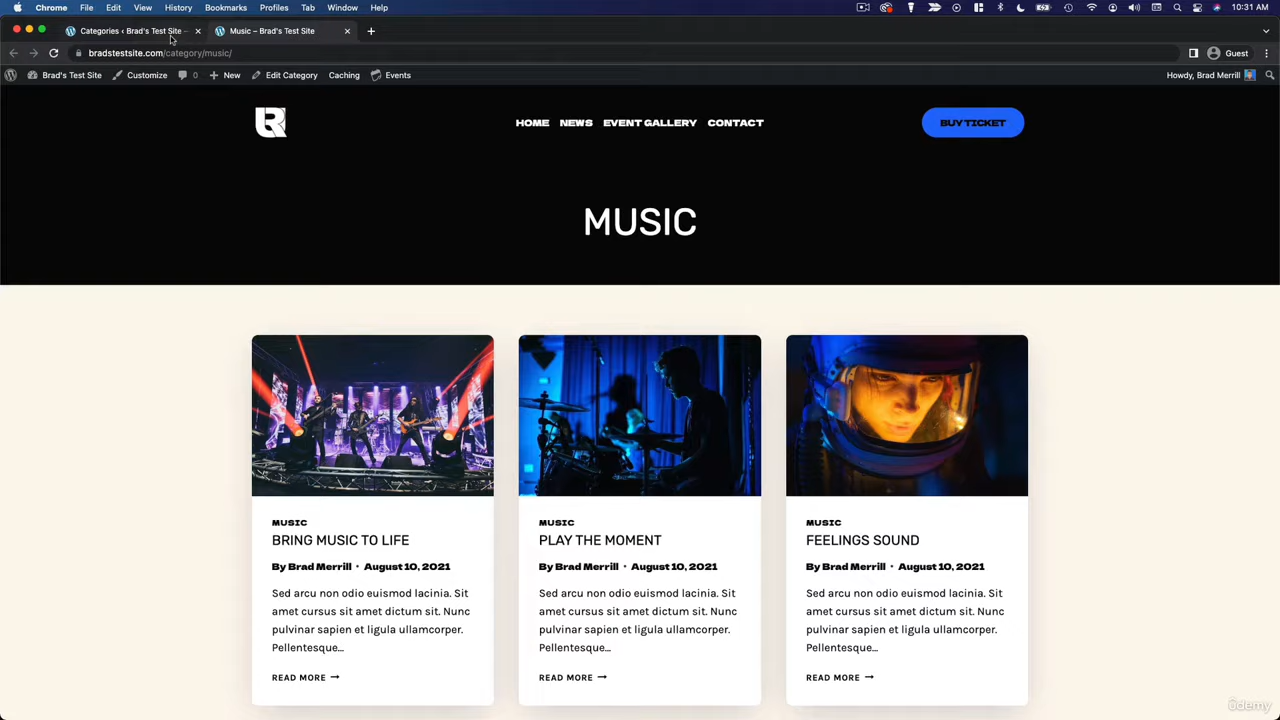 Chrome File Edit View History Bookmarks Profiles Tab Window Help 10:31 AM
Categories ‹ Brad's Test Site – Music – Brad's Test Site
bradstestsite.com/category/music/ Guest
Brad's Test Site Customize 0 New Edit Category Caching Events Howdy, Brad Merrill
HOME NEWS EVENT GALLERY CONTACT BUY TICKET
MUSIC
MUSIC
BRING MUSIC TO LIFE
By Brad Merrill • August 10, 2021
Sed arcu non odio euismod lacinia. Sit
amet cursus sit amet dictum sit. Nunc
pulvinar sapien et ligula ullamcorper.
Pellentesque...
READ MORE →
MUSIC
PLAY THE MOMENT
By Brad Merrill • August 10, 2021
Sed arcu non odio euismod lacinia. Sit
amet cursus sit amet dictum sit. Nunc
pulvinar sapien et ligula ullamcorper.
Pellentesque...
READ MORE →
MUSIC
FEELINGS SOUND
By Brad Merrill • August 10, 2021
Sed arcu non odio euismod lacinia. Sit
amet cursus sit amet dictum sit. Nunc
pulvinar sapien et ligula ullamcorper.
Pellentesque...
READ MORE →
ûdemy